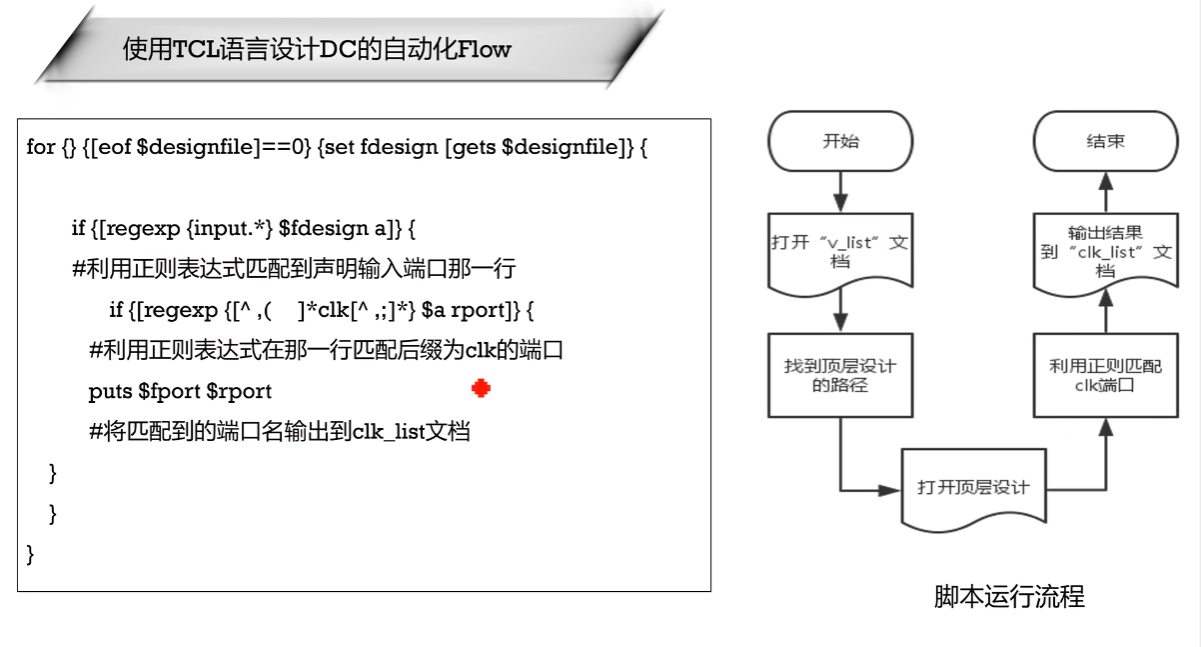 使用TCL语言设计DC的自动化Flow
for {} {[eof $designfile]==0} {set fdesign [gets $designfile]} {
if {[regexp {input.*} $fdesign a]} {
#利用正则表达式匹配到声明输入端口那一行
if {[regexp {[^ ,(    ]*clk[^ ,;]*} $a rport]} {
#利用正则表达式在那一行匹配后缀为clk的端口
puts $fport $rport
#将匹配到的端口名输出到clk_list文档
}
}
}
开始
打开“v_list”文
档
找到顶层设计
的路径
打开顶层设计
利用正则匹配
clk端口
输出结果
到“clk_list”文
档
结束
脚本运行流程